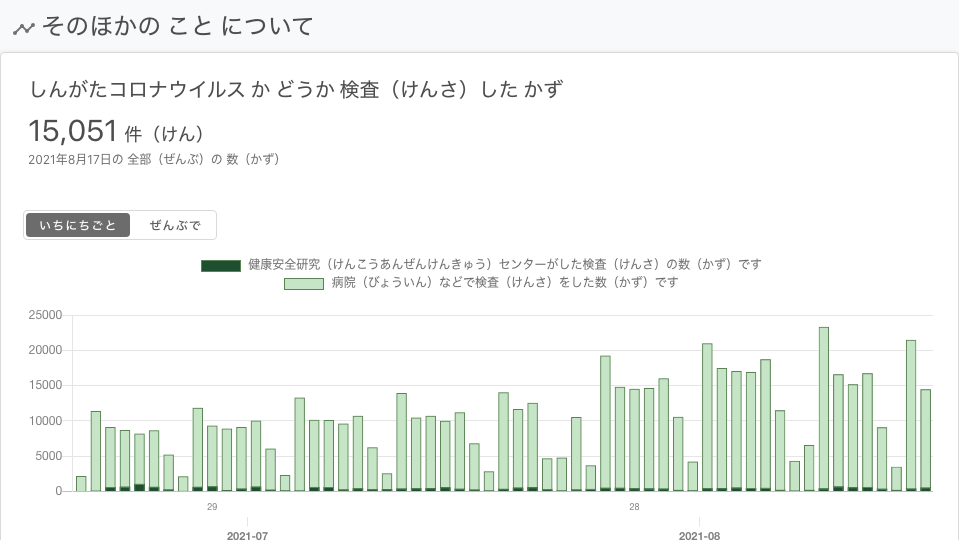 そのほかの こと について
しんがたコロナウイルス か どうか 検査（けんさ）した かず
15,051 件（けん）
2021年8月17日の 全部（ぜんぶ）の 数（かず）
いちにちごと ぜんぶで
健康安全研究（けんこうあんぜんけんきゅう）センターがした検査（けんさ）の数（かず）です
病院（びょういん）などで検査（けんさ）をした数（かず）です
25000
20000
15000
10000
5000
0
29 28
2021-07 2021-08